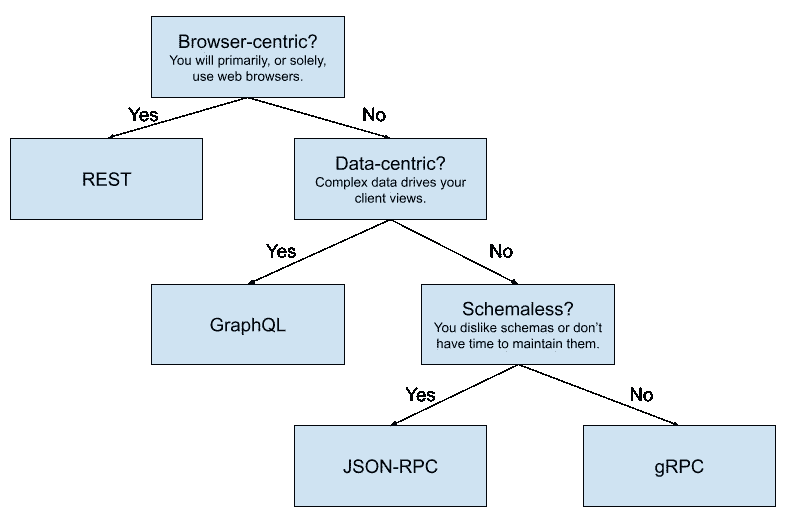 Browser-centric?
You will primarily, or solely,
use web browsers.
Yes
No
REST
Data-centric?
Complex data drives your
client views.
Yes
No
GraphQL
Schemaless?
You dislike schemas or don’t
have time to maintain them.
Yes
No
JSON-RPC
gRPC